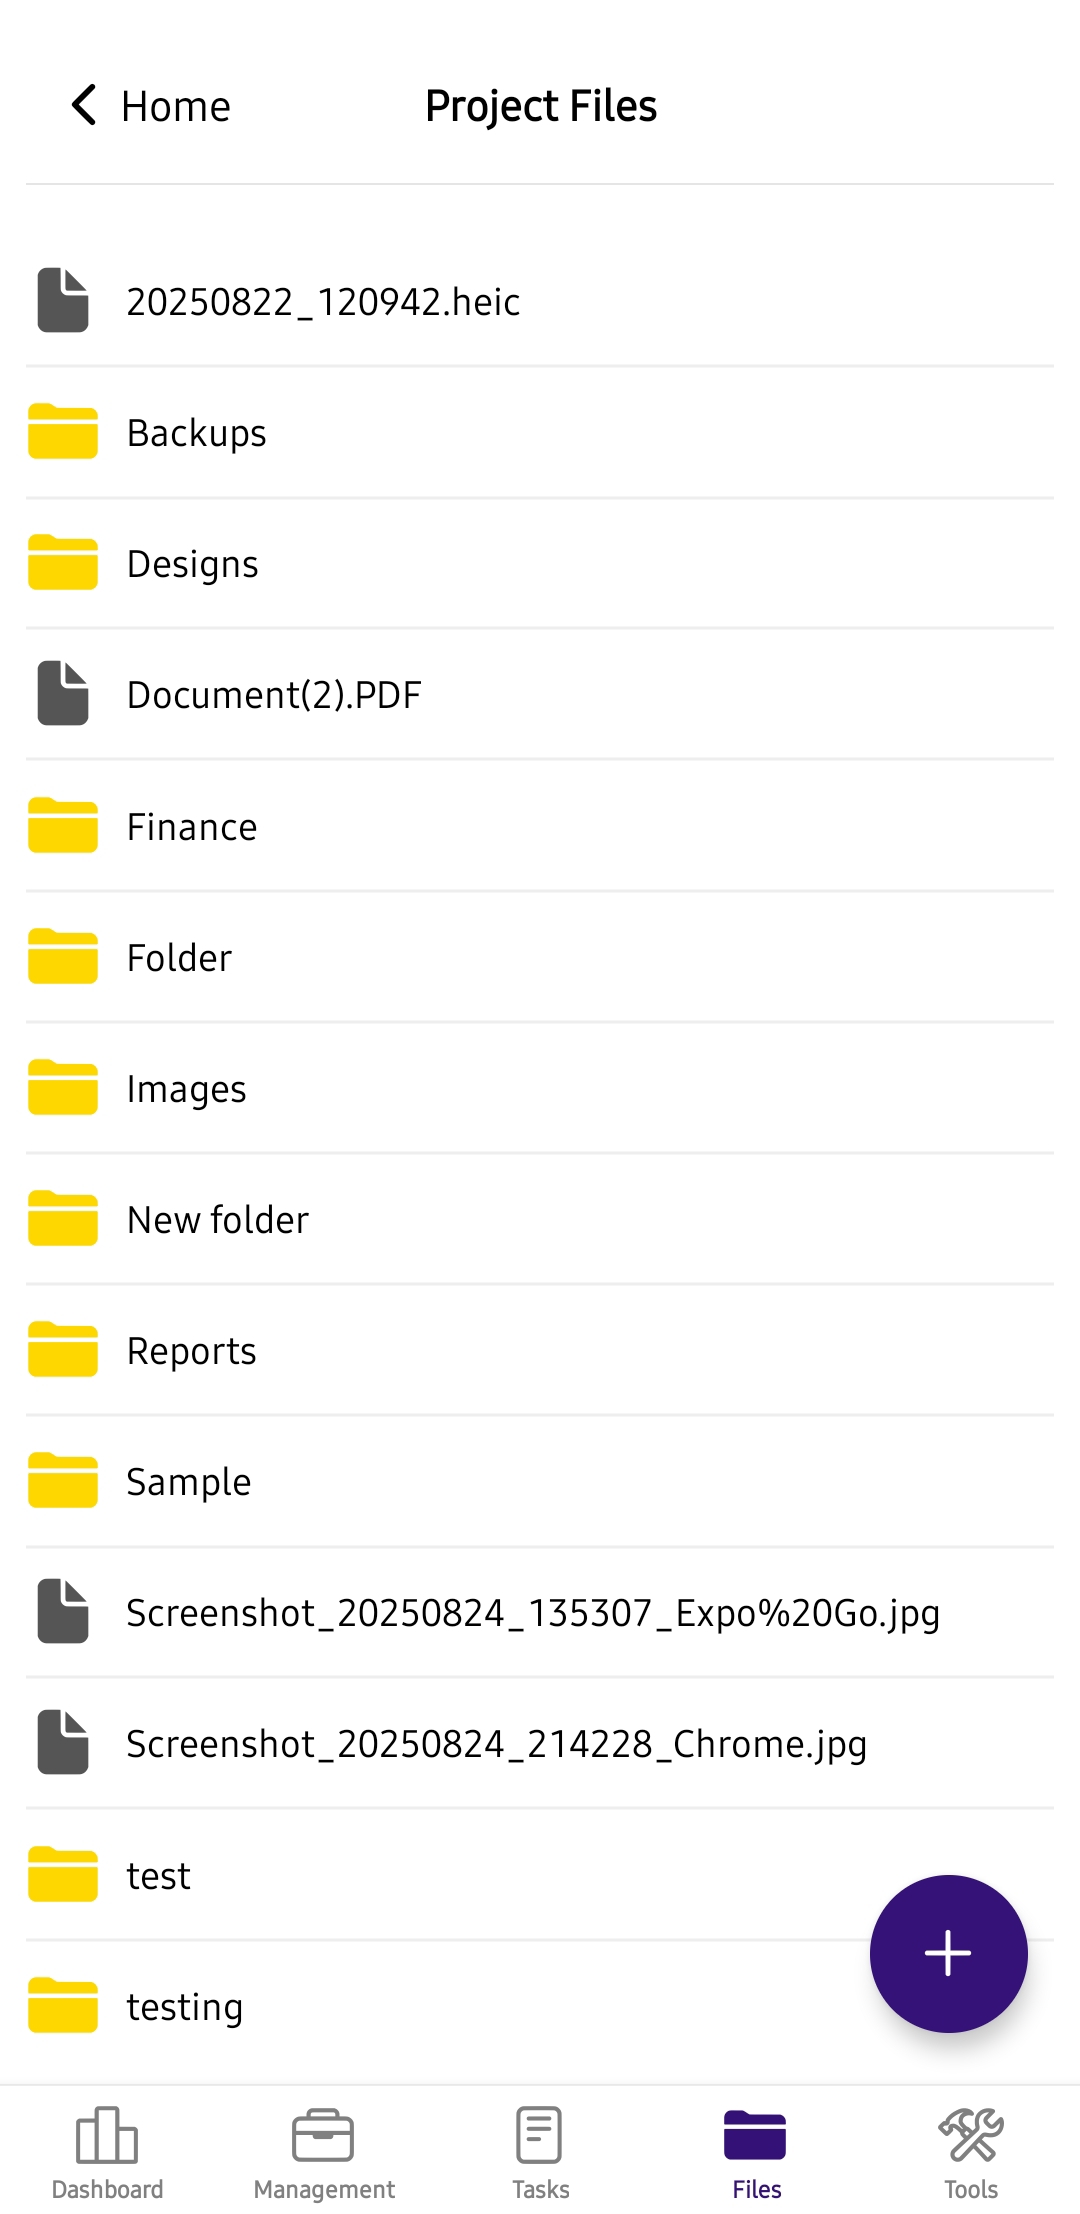 Home
Project Files
20250822_120942.heic
Backups
Designs
Document(2).PDF
Finance
Folder
Images
New folder
Reports
Sample
Screenshot_20250824_135307_Expo%20Go.jpg
Screenshot_20250824_214228_Chrome.jpg
test
testing
Dashboard
Management
Tasks
Files
Tools